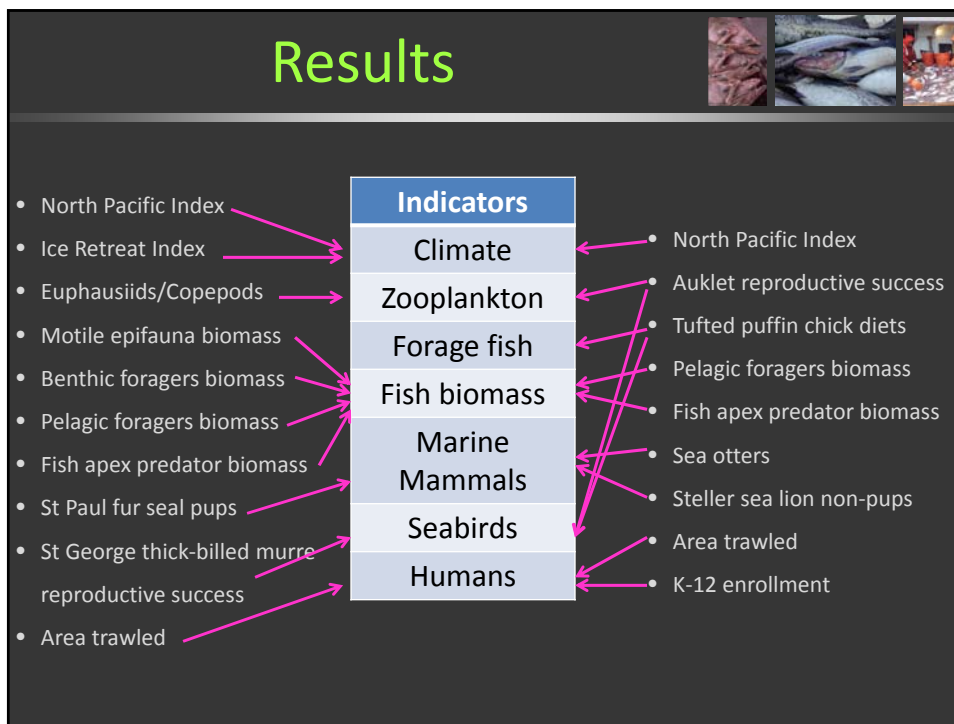 Results
• North Pacific Index
• Ice Retreat Index
• Euphausiids/Copepods
• Motile epifauna biomass
• Benthic foragers biomass
• Pelagic foragers biomass
• Fish apex predator biomass
• St Paul fur seal pups
• St George thick-billed murre
reproductive success
• Area trawled
Indicators
Climate
Zooplankton
Forage fish
Fish biomass
Marine
Mammals
Seabirds
Humans
• North Pacific Index
• Auklet reproductive success
• Tufted puffin chick diets
• Pelagic foragers biomass
• Fish apex predator biomass
• Sea otters
• Steller sea lion non-pups
• Area trawled
• K-12 enrollment